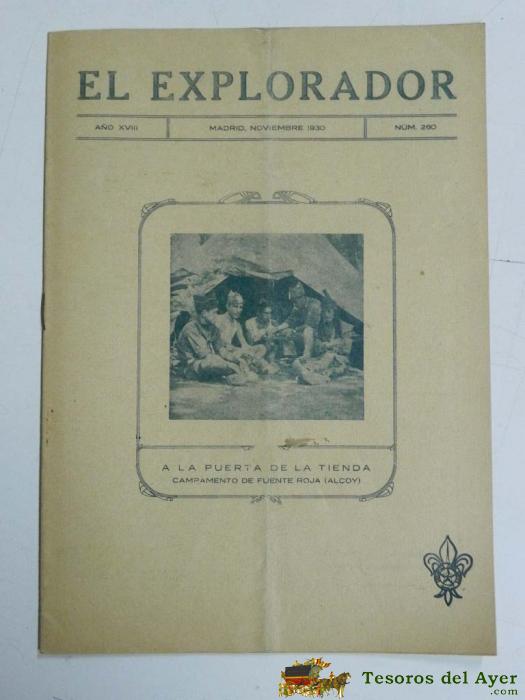 EL EXPLORADOR
AÑO XVIII
MADRID, NOVIEMBRE 1930
NÚM. 260
A LA PUERTA DE LA TIENDA
CAMPAMENTO DE FUENTE ROJA (ALCOY)
Tesoros del Ayer
.com